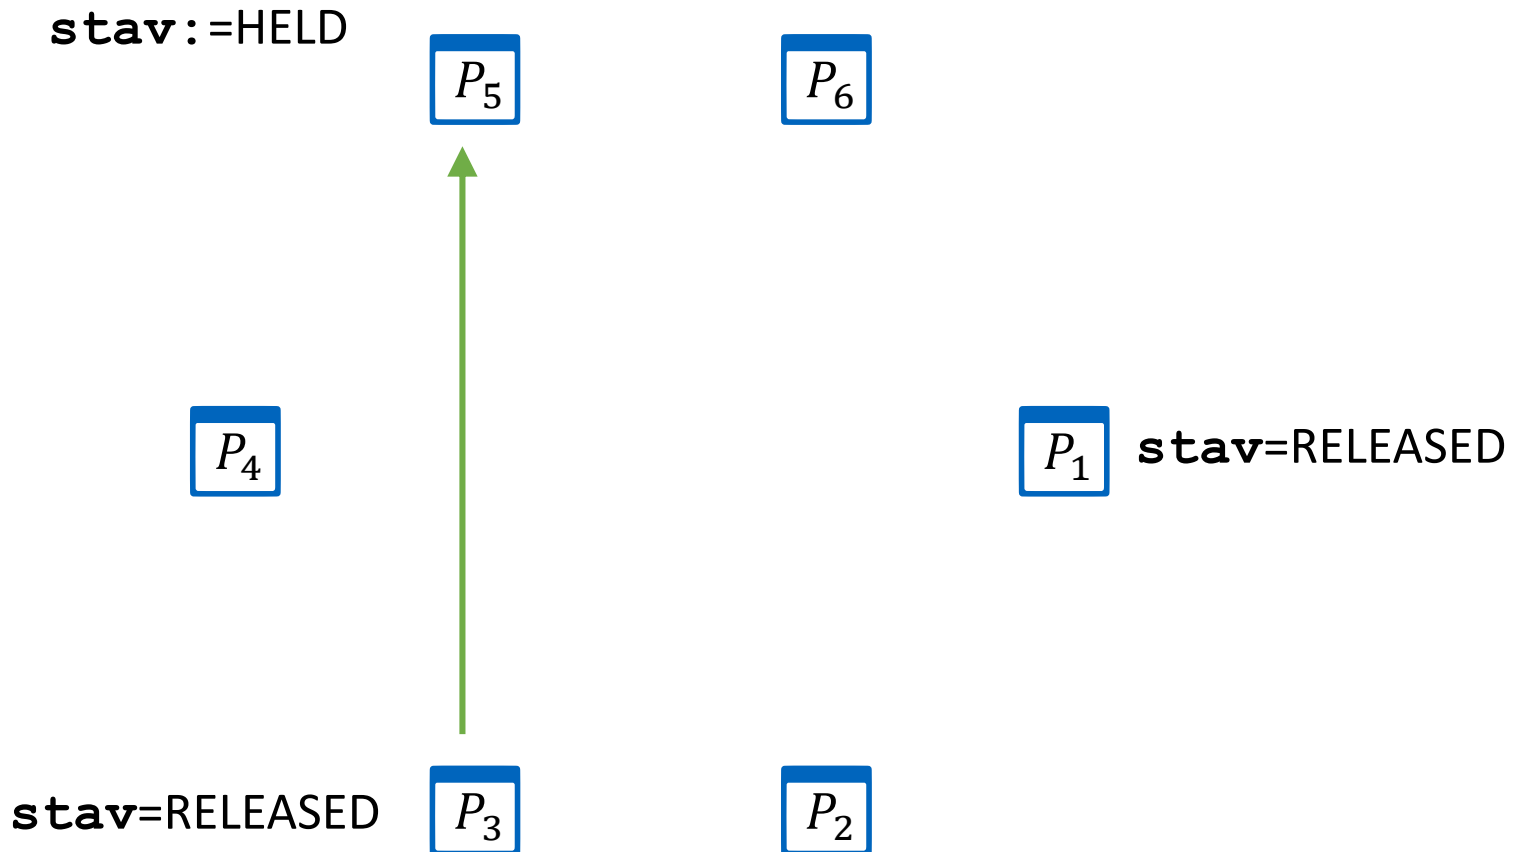 stav:=HELD
P₅
P₆
P₄
P₁ stav=RELEASED
stav=RELEASED P₃
P₂